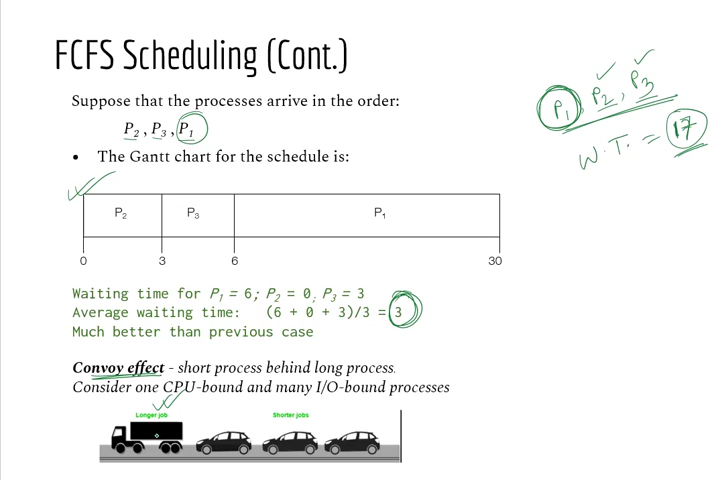 FCFS Scheduling (Cont.)
Suppose that the processes arrive in the order:
P2 , P3 , P1
P1, P2, P3
W.T. = 17
• The Gantt chart for the schedule is:
P2 P3 P1
0 3 6 30
Waiting time for P1 = 6; P2 = 0; P3 = 3
Average waiting time: (6 + 0 + 3)/3 = 3
Much better than previous case
Convoy effect - short process behind long process.
Consider one CPU-bound and many I/O-bound processes
Longer job Shorter jobs